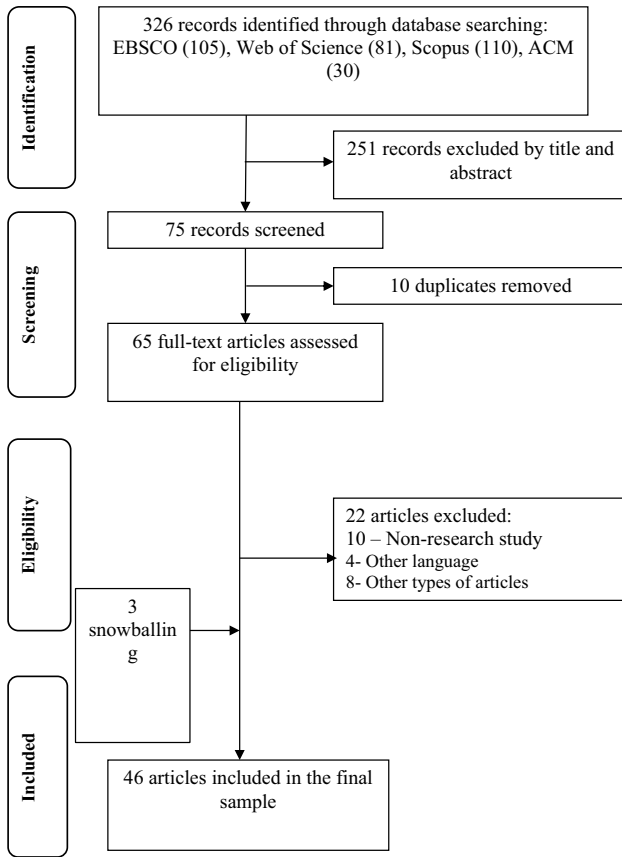 326 records identified through database searching:
EBSCO (105), Web of Science (81), Scopus (110), ACM
(30)
Identification
251 records excluded by title and
abstract
75 records screened
Screening
10 duplicates removed
65 full-text articles assessed
for eligibility
Eligibility
22 articles excluded:
10 – Non-research study
4- Other language
8- Other types of articles
3
snowballin
g
Included
46 articles included in the final
sample